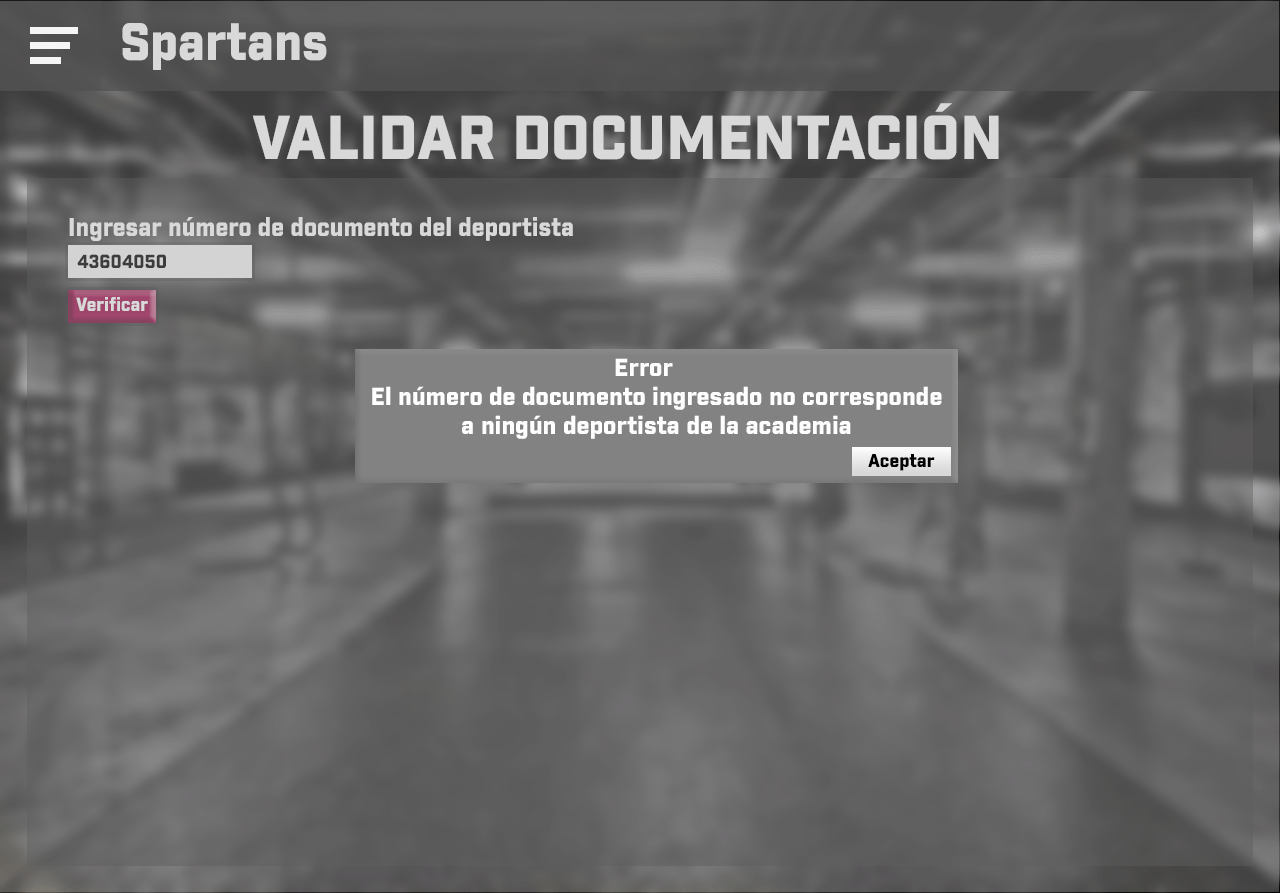 Spartans
VALIDAR DOCUMENTACIÓN
Ingresar número de documento del deportista
43604050
Verificar
Error
El número de documento ingresado no corresponde
a ningún deportista de la academia
Aceptar